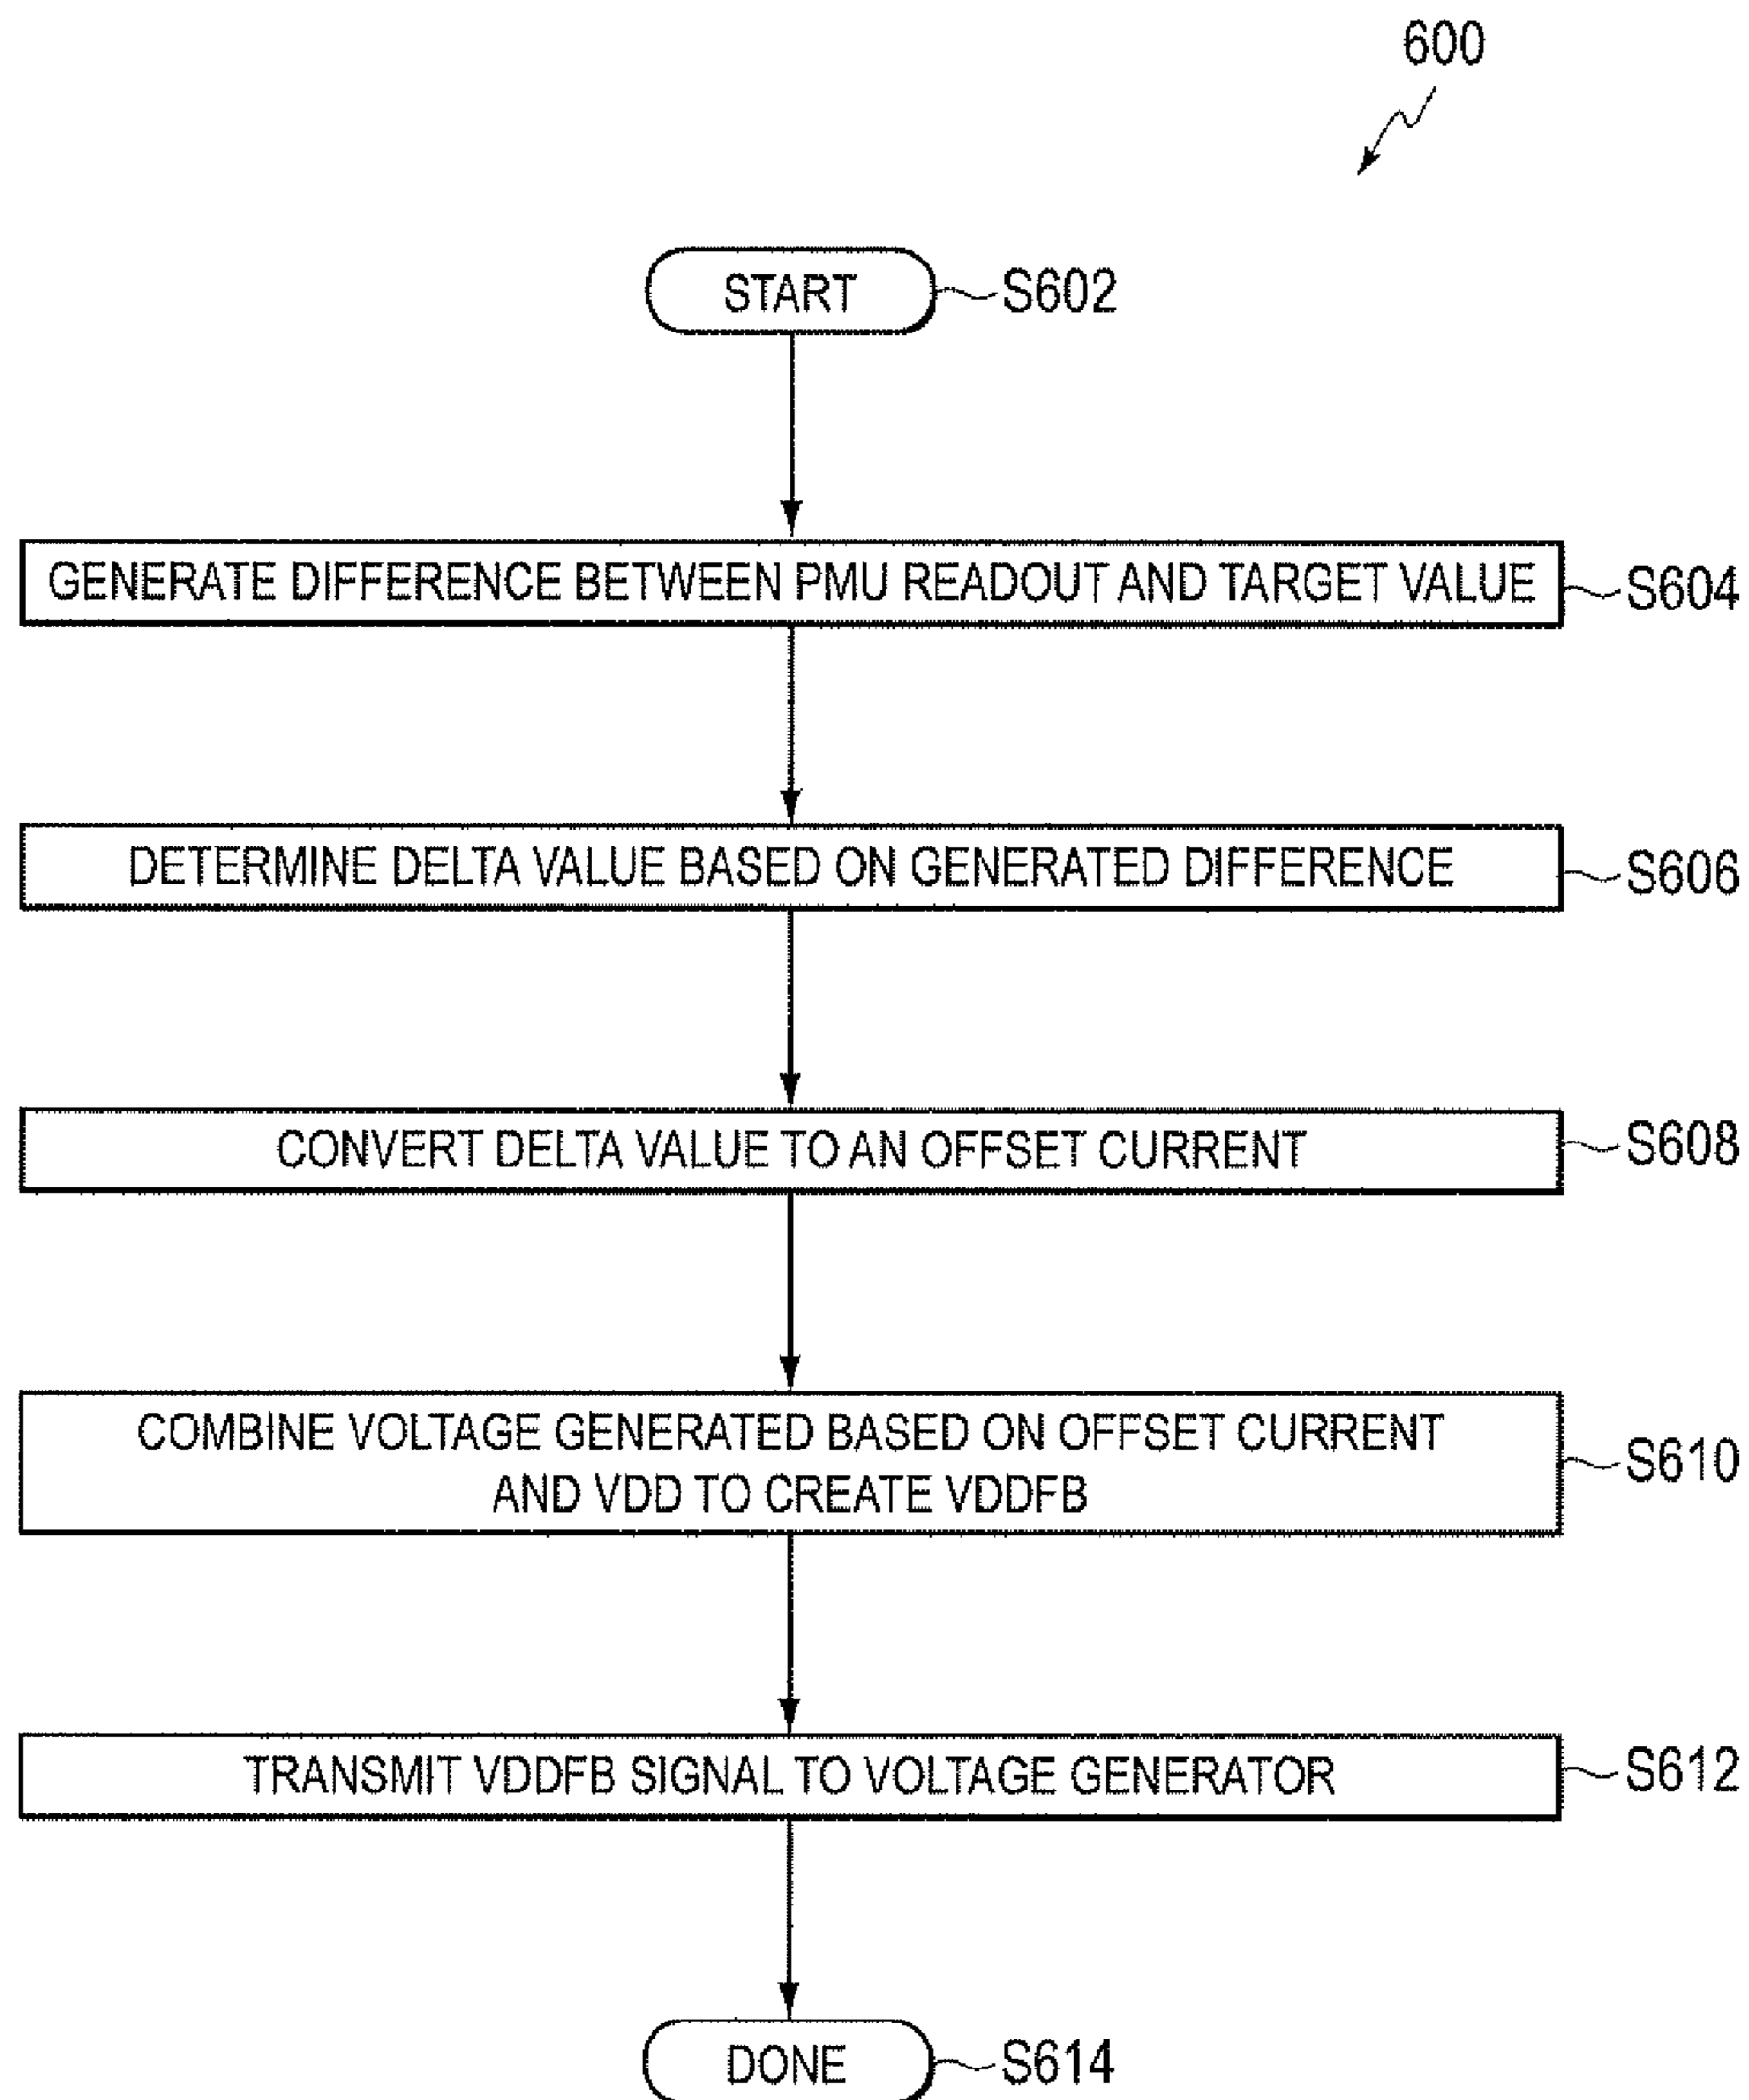 600
START
S602
GENERATE DIFFERENCE BETWEEN PMU READOUT AND TARGET VALUE
S604
DETERMINE DELTA VALUE BASED ON GENERATED DIFFERENCE
S606
CONVERT DELTA VALUE TO AN OFFSET CURRENT
S608
COMBINE VOLTAGE GENERATED BASED ON OFFSET CURRENT
AND VDD TO CREATE VDDFB
S610
TRANSMIT VDDFB SIGNAL TO VOLTAGE GENERATOR
S612
DONE
S614